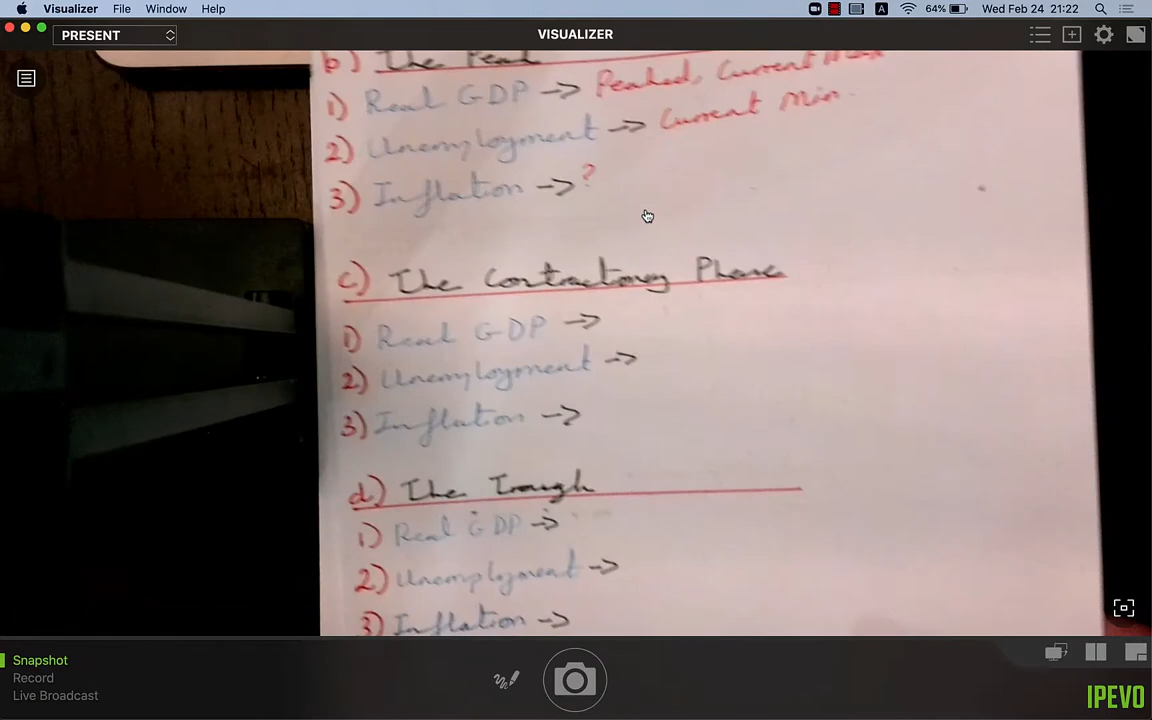 Visualizer File Window Help A 64% Wed Feb 24 21:22
PRESENT VISUALIZER
b) The Peak
1) Real GDP -> Peaked, Current Max
2) Unemployment -> Current Min.
3) Inflation -> ?
c) The Contractionary Phase
1) Real GDP ->
2) Unemployment ->
3) Inflation ->
d) The Trough
1) Real GDP ->
2) Unemployment ->
3) Inflation ->
Snapshot
Record
Live Broadcast
IPEVO